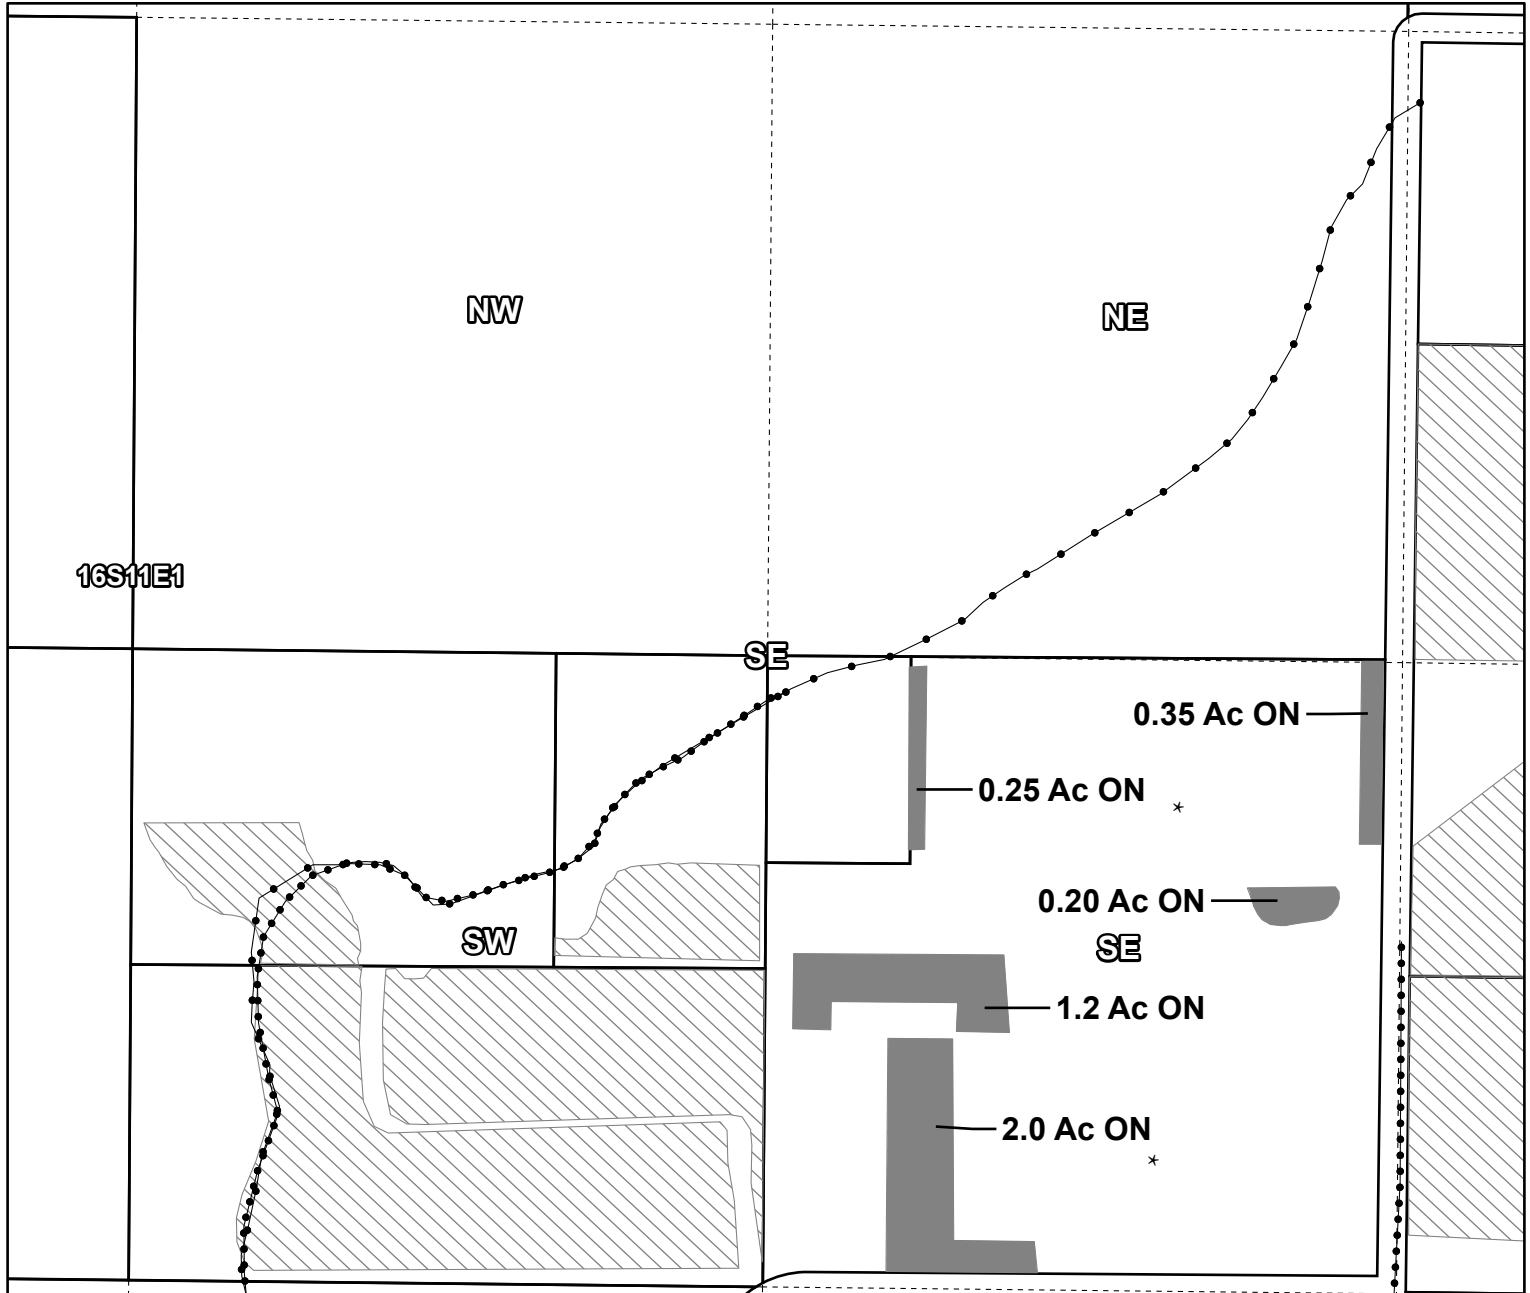 NW
NE
16S11E1
SE
0.35 Ac ON
0.25 Ac ON
0.20 Ac ON
SW
SE
1.2 Ac ON
2.0 Ac ON